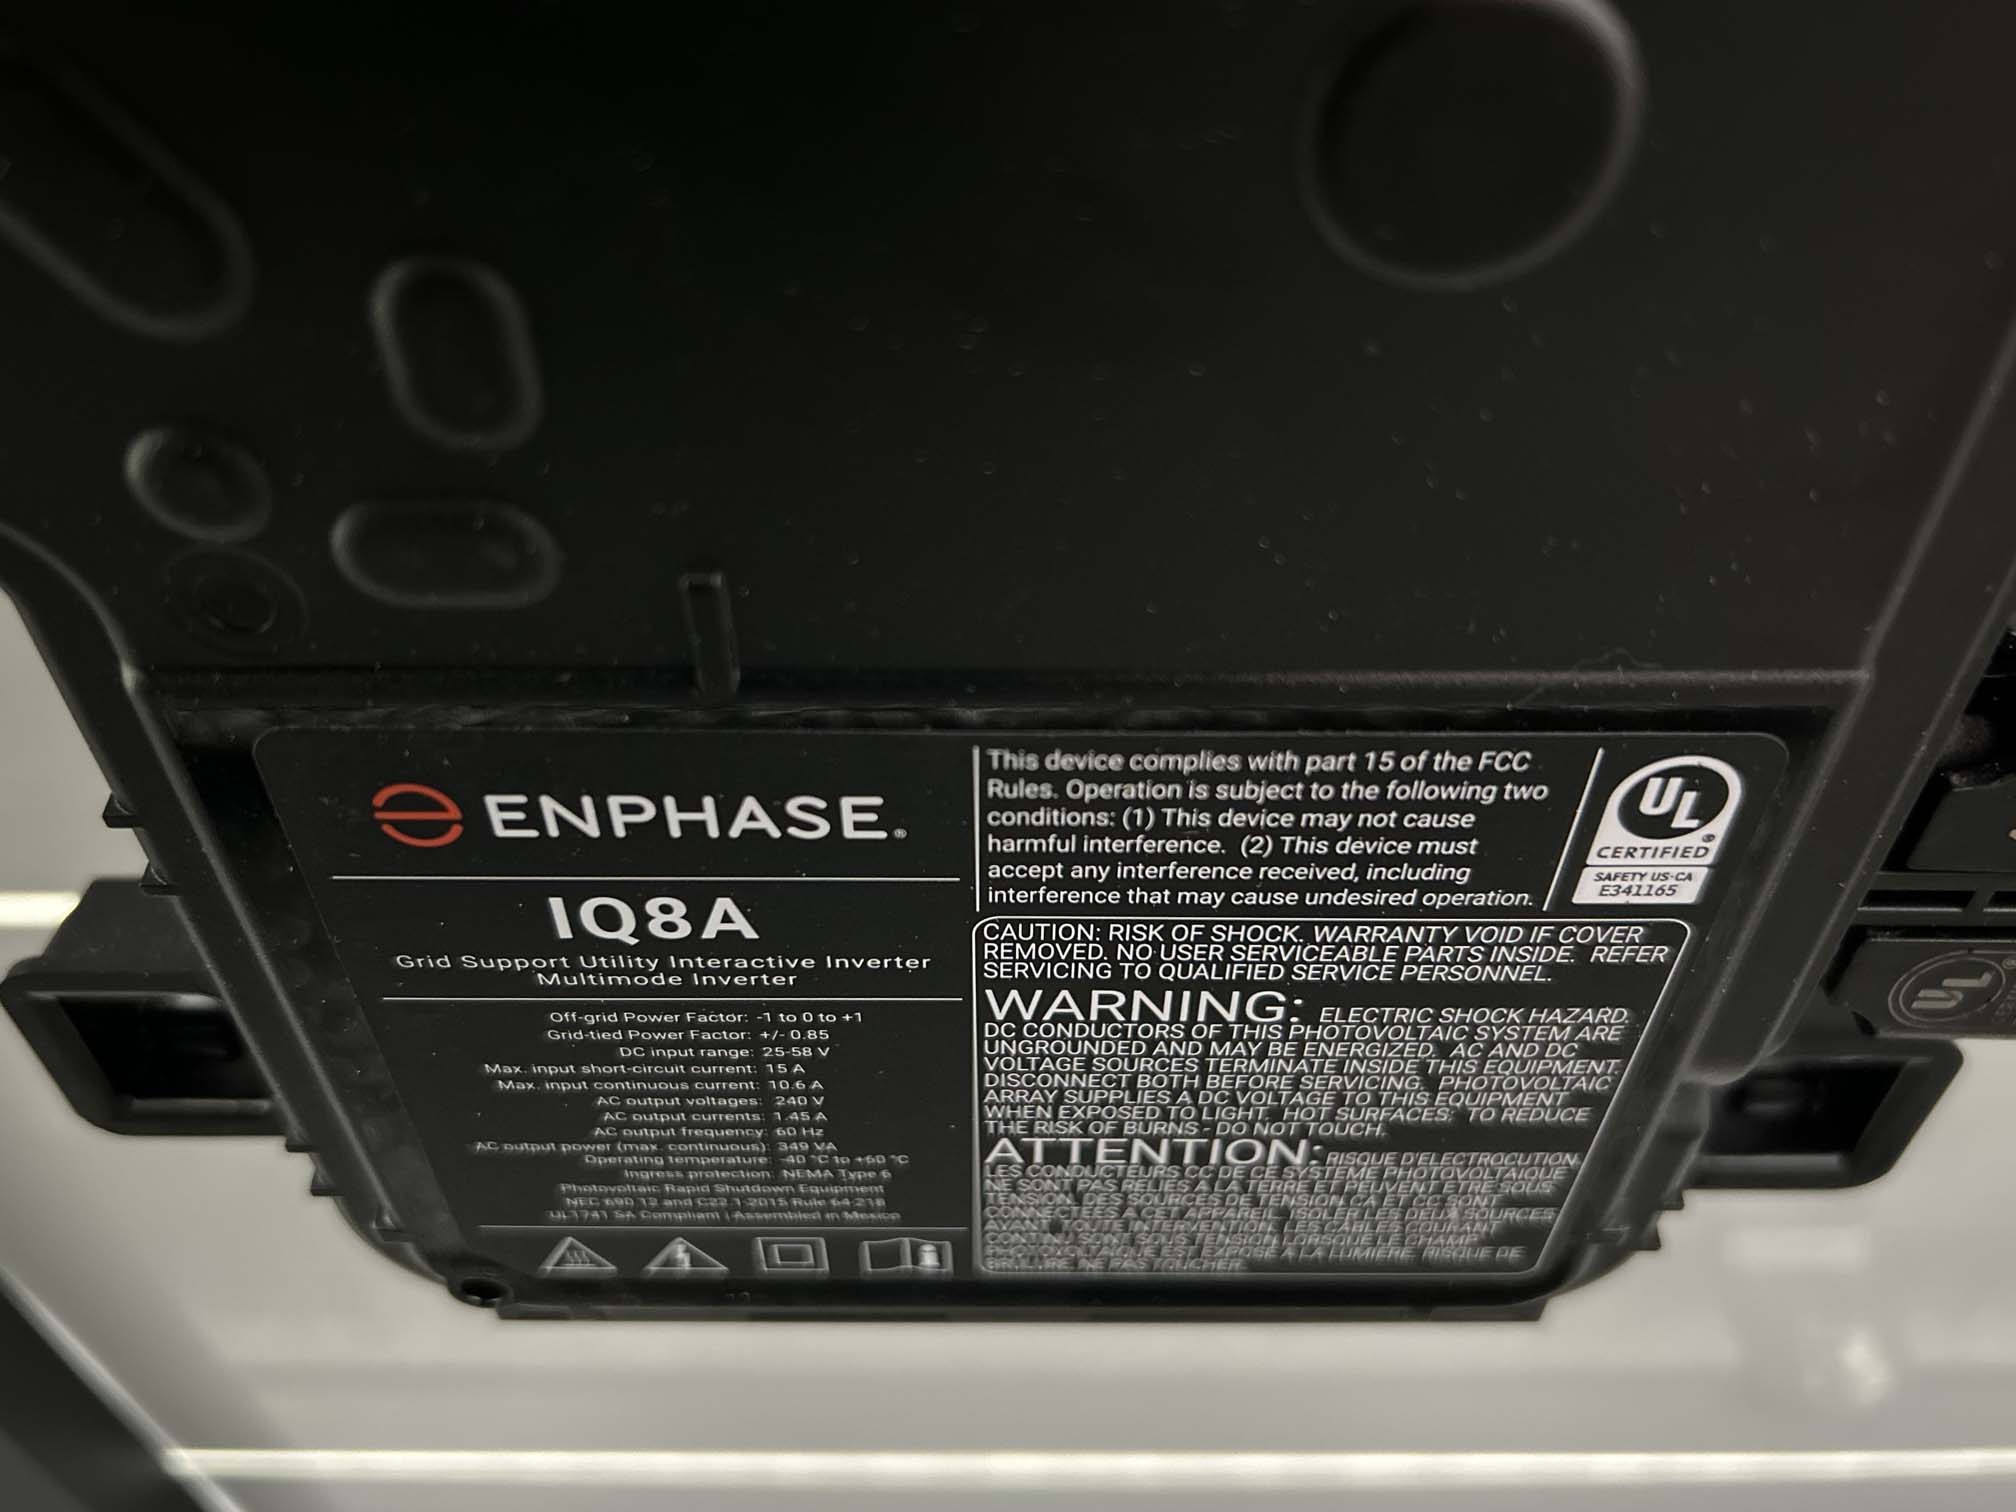 ENPHASE®
IQ8A
Grid Support Utility Interactive Inverter
Multimode Inverter
Off-grid Power Factor: -1 to 0 to +1
Grid-tied Power Factor: +/- 0.85
DC input range: 25-58 V
Max. input short-circuit current: 15 A
Max. input continuous current: 10.6 A
AC output voltages: 240 V
AC output currents: 1.45 A
AC output frequency: 60 Hz
AC output power (max. continuous): 349 VA
Operating temperature: -40 °C to +60 °C
Ingress protection: NEMA Type 6
Photovoltaic Rapid Shutdown Equipment
NEC 690.12 and C22.1-2015 Rule 64-218
UL1741 SA Compliant | Assembled in Mexico
This device complies with part 15 of the FCC
Rules. Operation is subject to the following two
conditions: (1) This device may not cause
harmful interference. (2) This device must
accept any interference received, including
interference that may cause undesired operation.
UL®
CERTIFIED
SAFETY US-CA
E341165
CAUTION: RISK OF SHOCK. WARRANTY VOID IF COVER
REMOVED. NO USER SERVICEABLE PARTS INSIDE. REFER
SERVICING TO QUALIFIED SERVICE PERSONNEL.
WARNING: ELECTRIC SHOCK HAZARD.
DC CONDUCTORS OF THIS PHOTOVOLTAIC SYSTEM ARE
UNGROUNDED AND MAY BE ENERGIZED. AC AND DC
VOLTAGE SOURCES TERMINATE INSIDE THIS EQUIPMENT.
DISCONNECT BOTH BEFORE SERVICING. PHOTOVOLTAIC
ARRAY SUPPLIES A DC VOLTAGE TO THIS EQUIPMENT
WHEN EXPOSED TO LIGHT. HOT SURFACES: TO REDUCE
THE RISK OF BURNS - DO NOT TOUCH.
ATTENTION: RISQUE D'ELECTROCUTION.
LES CONDUCTEURS CC DE CE SYSTEME PHOTOVOLTAIQUE
NE SONT PAS RELIES A LA TERRE ET PEUVENT ETRE SOUS
TENSION. DES SOURCES DE TENSION CA ET CC SONT
CONNECTEES A CET APPAREIL. ISOLER LES DEUX SOURCES
AVANT TOUTE INTERVENTION. LES CABLES COURANT
CONTINU SONT SOUS TENSION LORSQUE LE CHAMP
PHOTOVOLTAIQUE EST EXPOSE A LA LUMIERE. RISQUE DE
BRULURE NE PAS TOUCHER.
UL